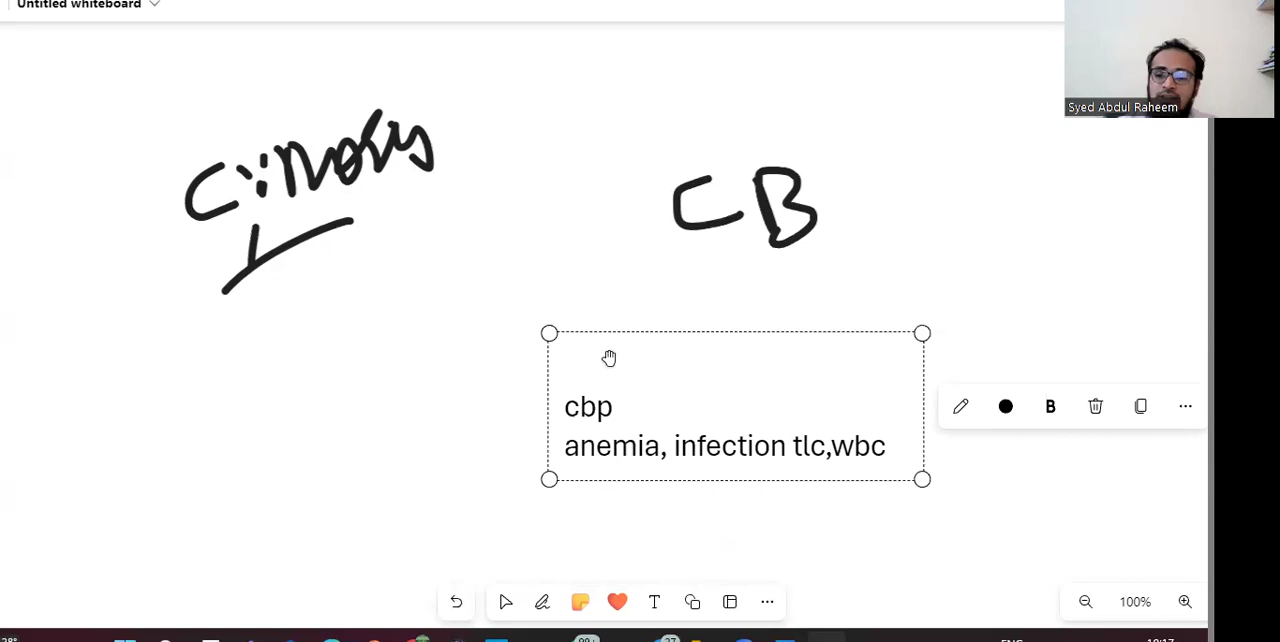 Untitled whiteboard
Syed Abdul Raheem
CB
cbp
anemia, infection tlc,wbc
B
100%